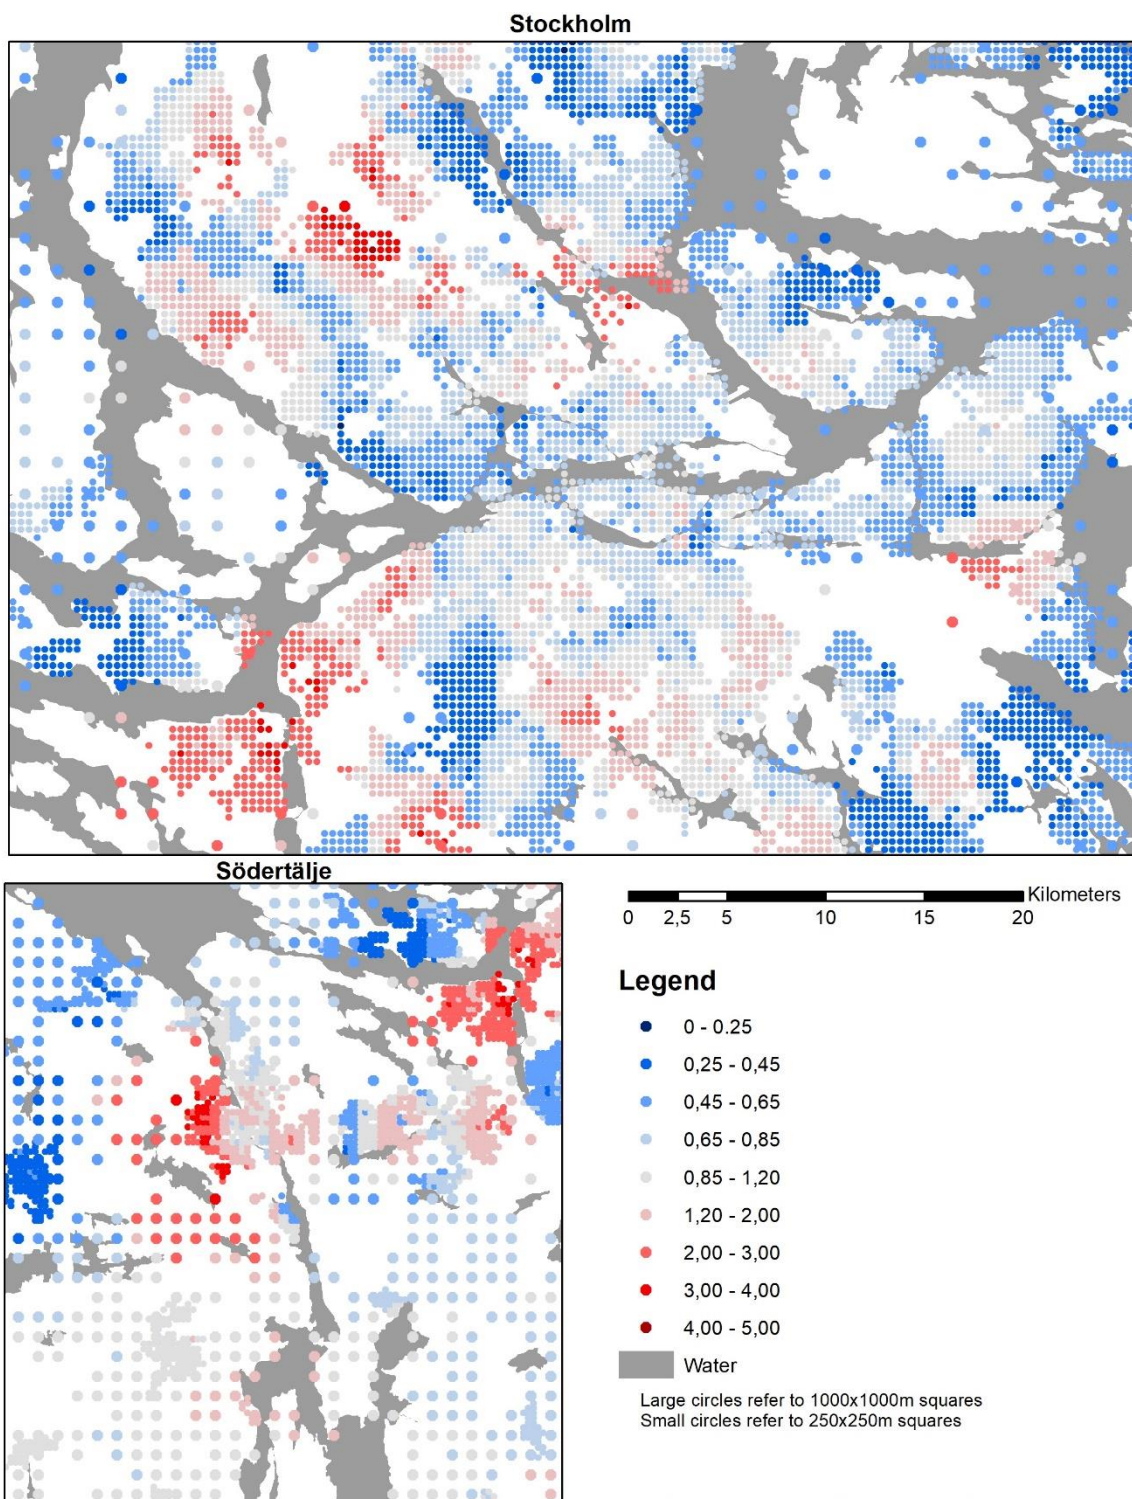 Stockholm
Södertälje
Kilometers
0 2,5 5 10 15 20
Legend
0 - 0.25
0,25 - 0,45
0,45 - 0,65
0,65 - 0,85
0,85 - 1,20
1,20 - 2,00
2,00 - 3,00
3,00 - 4,00
4,00 - 5,00
Water
Large circles refer to 1000x1000m squares
Small circles refer to 250x250m squares